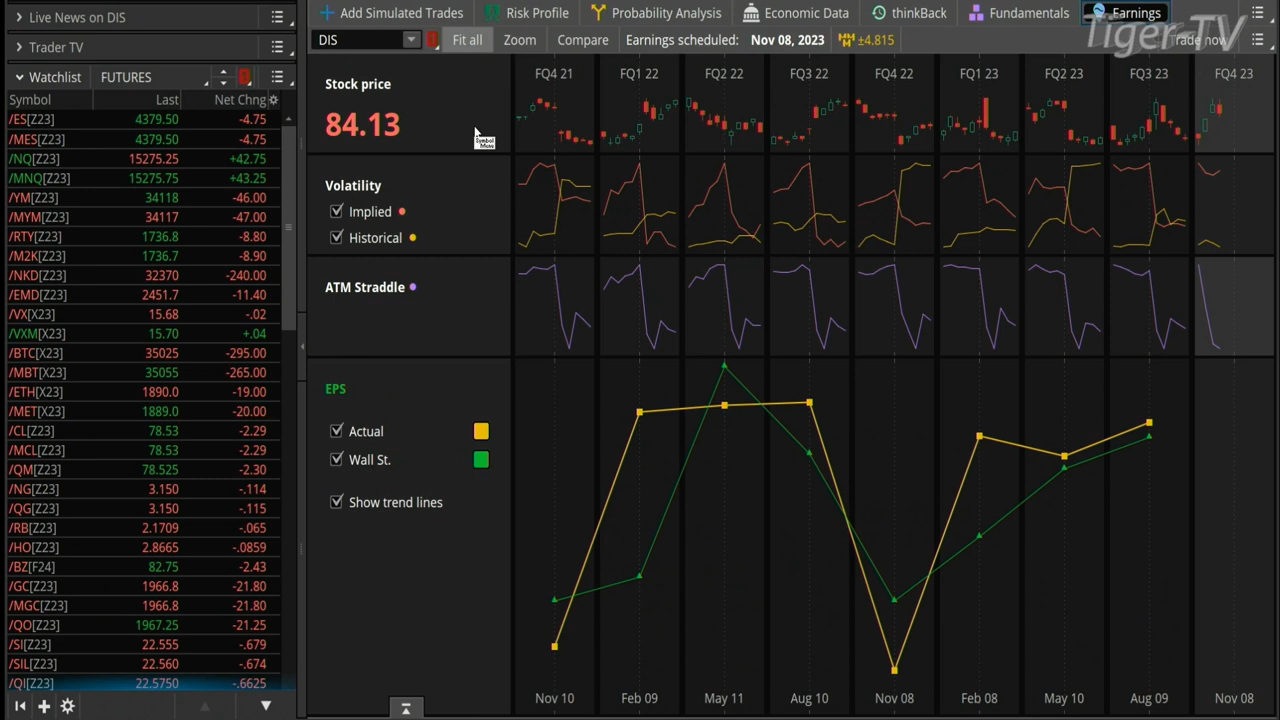 Live News on DIS
Trader TV
Watchlist FUTURES
Symbol Last Net Chng
/ES[Z23] 4379.50 -4.75
/MES[Z23] 4379.50 -4.75
/NQ[Z23] 15275.25 +42.75
/MNQ[Z23] 15275.75 +43.25
/YM[Z23] 34118 -46.00
/MYM[Z23] 34117 -47.00
/RTY[Z23] 1736.8 -8.80
/M2K[Z23] 1736.7 -8.90
/NKD[Z23] 32370 -240.00
/EMD[Z23] 2451.7 -11.40
/VX[X23] 15.68 -.02
/VXM[X23] 15.70 +.04
/BTC[X23] 35025 -295.00
/MBT[X23] 35055 -265.00
/ETH[X23] 1890.0 -19.00
/MET[X23] 1889.0 -20.00
/CL[Z23] 78.53 -2.29
/MCL[Z23] 78.53 -2.29
/QM[Z23] 78.525 -2.30
/NG[Z23] 3.150 -.114
/QG[Z23] 3.150 -.115
/RB[Z23] 2.1709 -.065
/HO[Z23] 2.8665 -.0859
/BZ[F24] 82.75 -2.43
/GC[Z23] 1966.8 -21.80
/MGC[Z23] 1966.8 -21.80
/QO[Z23] 1967.25 -21.25
/SI[Z23] 22.555 -.679
/SIL[Z23] 22.560 -.674
/QI[Z23] 22.5750 -.6625
Add Simulated Trades Risk Profile Probability Analysis Economic Data thinkBack Fundamentals Earnings
Tiger-TV
DIS Fit all Zoom Compare Earnings scheduled: Nov 08, 2023 ±4.815 Trade now
FQ4 21 FQ1 22 FQ2 22 FQ3 22 FQ4 22 FQ1 23 FQ2 23 FQ3 23 FQ4 23
Stock price
84.13
Symbol
Menu
Volatility
Implied
Historical
ATM Straddle
EPS
Actual
Wall St.
Show trend lines
Nov 10 Feb 09 May 11 Aug 10 Nov 08 Feb 08 May 10 Aug 09 Nov 08